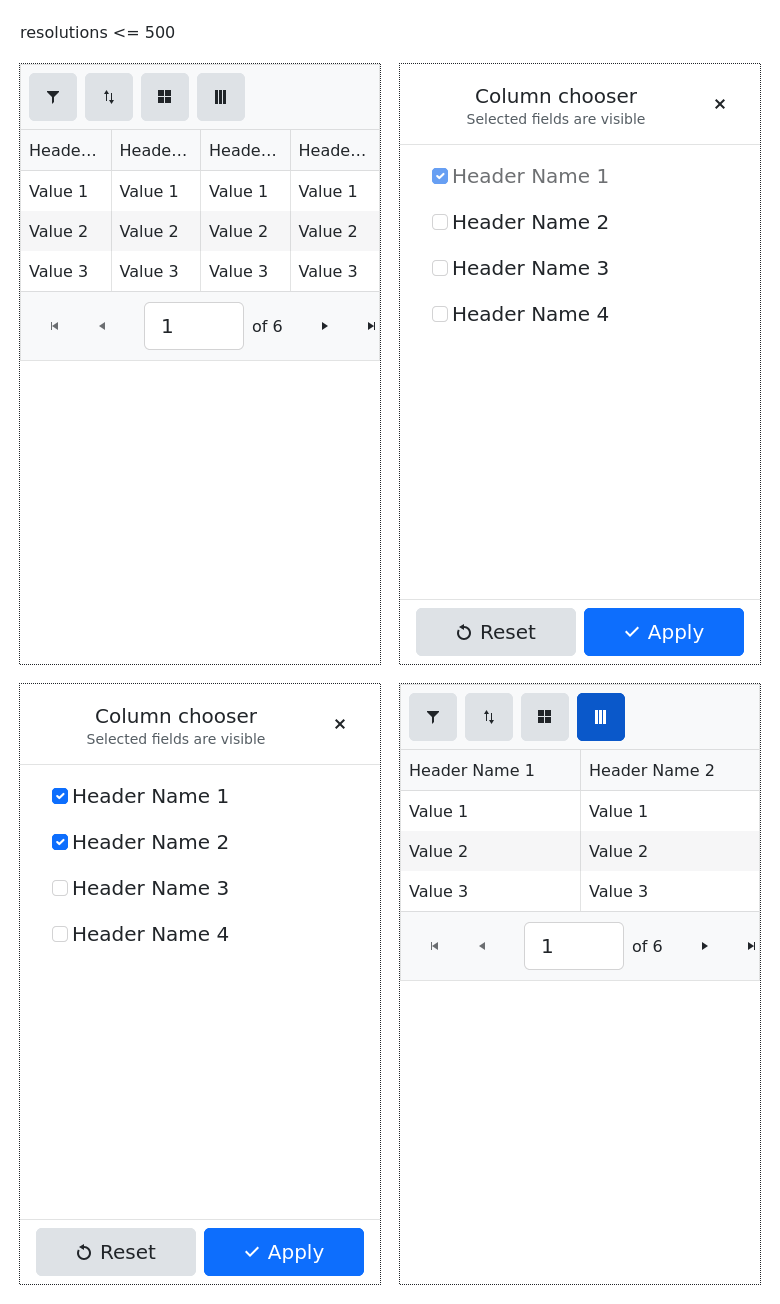 resolutions <= 500
Heade... Heade... Heade... Heade...
Value 1 Value 1 Value 1 Value 1
Value 2 Value 2 Value 2 Value 2
Value 3 Value 3 Value 3 Value 3
1 of 6
Column chooser
Selected fields are visible
Header Name 1
Header Name 2
Header Name 3
Header Name 4
Reset Apply
Column chooser
Selected fields are visible
Header Name 1
Header Name 2
Header Name 3
Header Name 4
Reset Apply
Header Name 1 Header Name 2
Value 1 Value 1
Value 2 Value 2
Value 3 Value 3
1 of 6